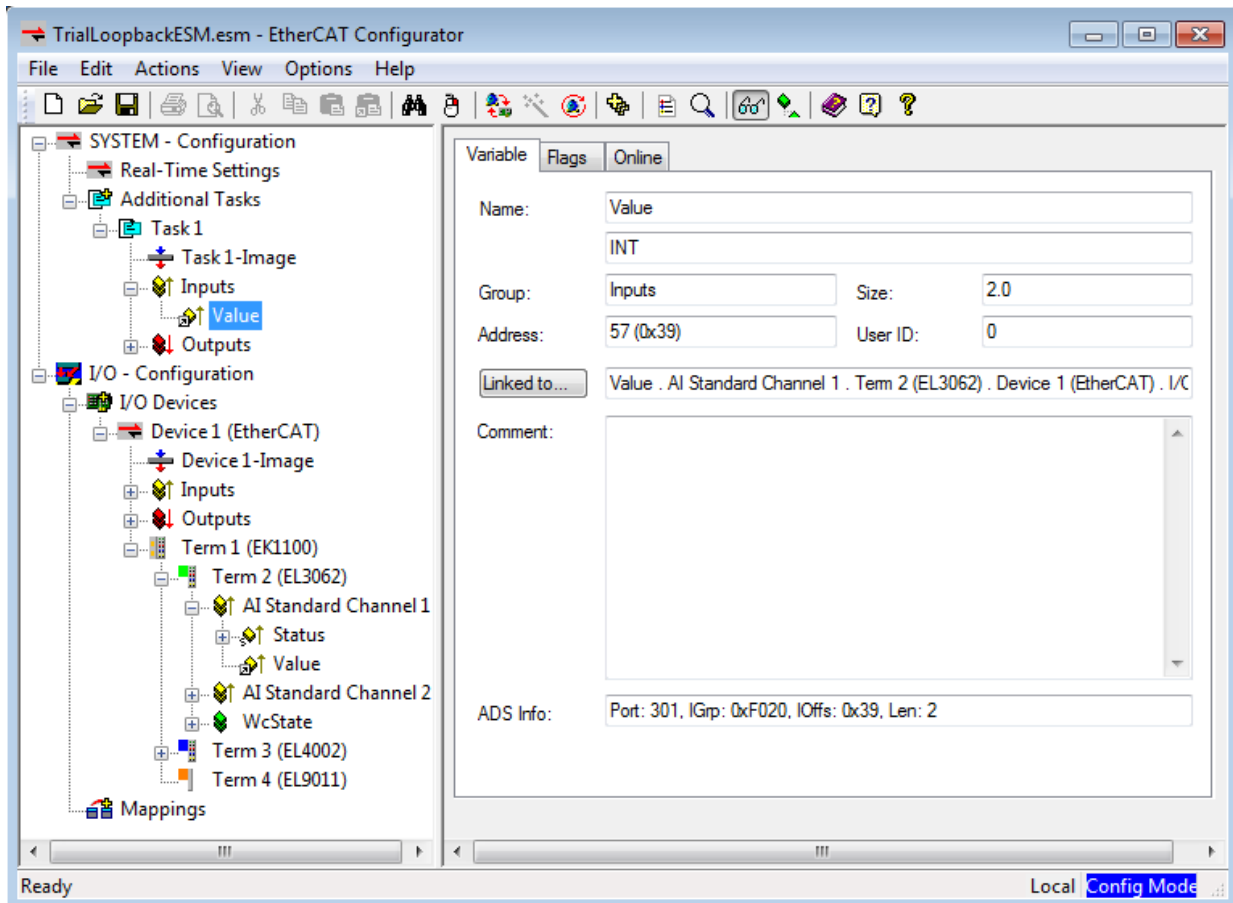 TrialLoopbackESM.esm - EtherCAT Configurator
File Edit Actions View Options Help
SYSTEM - Configuration
Real-Time Settings
Additional Tasks
Task 1
Task 1-Image
Inputs
Value
Outputs
I/O - Configuration
I/O Devices
Device 1 (EtherCAT)
Device 1-Image
Inputs
Outputs
Term 1 (EK1100)
Term 2 (EL3062)
AI Standard Channel 1
Status
Value
AI Standard Channel 2
WcState
Term 3 (EL4002)
Term 4 (EL9011)
Mappings
Variable Flags Online
Name: Value
INT
Group: Inputs Size: 2.0
Address: 57 (0x39) User ID: 0
Linked to... Value . AI Standard Channel 1 . Term 2 (EL3062) . Device 1 (EtherCAT) . I/O
Comment:
ADS Info: Port: 301, IGrp: 0xF020, IOffs: 0x39, Len: 2
Ready Local Config Mode